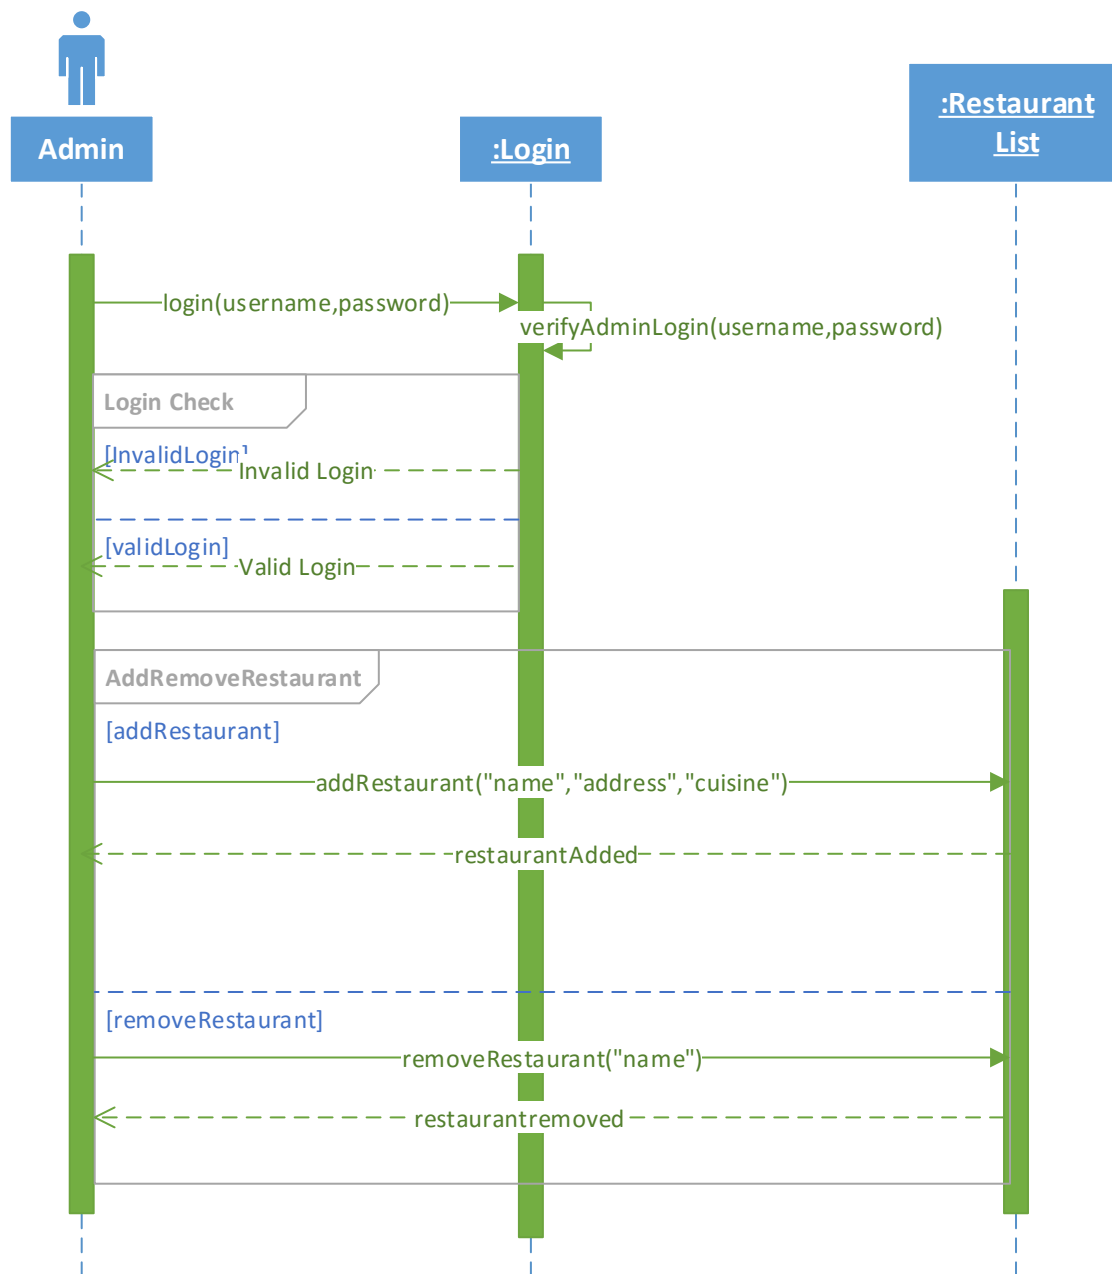 Admin
:Login
:Restaurant
List
login(username,password)
verifyAdminLogin(username,password)
Login Check
[InvalidLogin]
Invalid Login
[validLogin]
Valid Login
AddRemoveRestaurant
[addRestaurant]
addRestaurant("name","address","cuisine")
restaurantAdded
[removeRestaurant]
removeRestaurant("name")
restaurantremoved